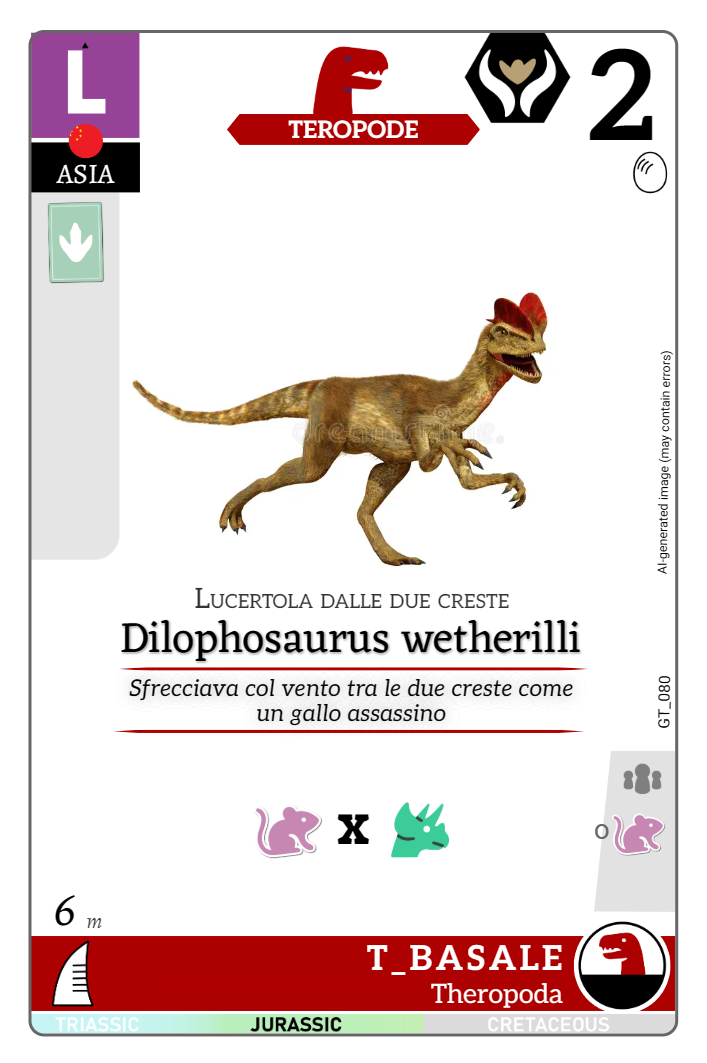 L
ASIA
TEROPODE
2
AI-generated image (may contain errors)
dreamstime.
LUCERTOLA DALLE DUE CRESTE
Dilophosaurus wetherilli
Sfrecciava col vento tra le due creste come
un gallo assassino
GT_080
x
O
6 m
T_BASALE
Theropoda
TRIASSIC
JURASSIC
CRETACEOUS